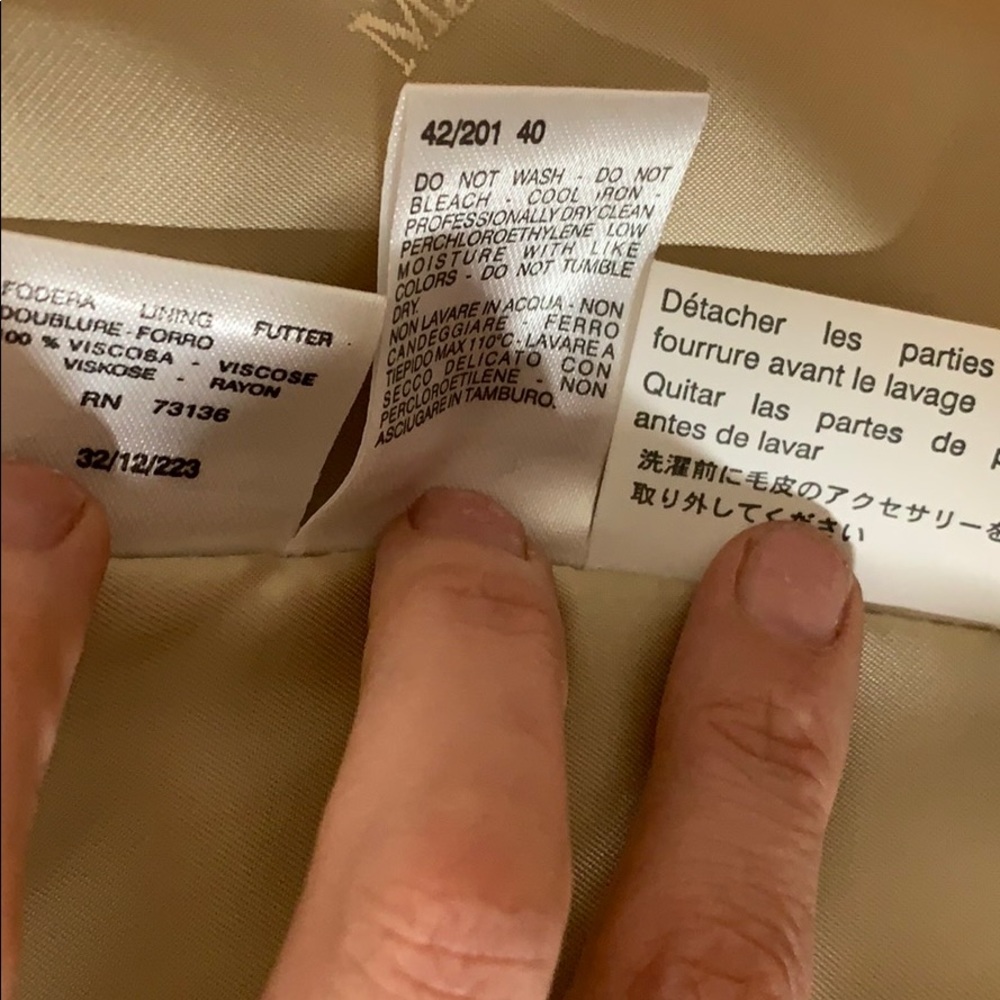 Ma
FODERA LINING FUTTER
DOUBLURE-FORRO
100 % VISCOSA - VISCOSE
VISKOSE - RAYON
RN 73136
32/12/223
42/201 40
DO NOT WASH - DO NOT
BLEACH - COOL IRON -
PROFESSIONALLY DRY CLEAN
PERCHLOROETHYLENE LOW
MOISTURE WITH LIKE
COLORS - DO NOT TUMBLE
DRY.
NON LAVARE IN ACQUA - NON
CANDEGGIARE - FERRO
TIEPIDO MAX 110°C - LAVARE A
SECCO DELICATO CON
PERCLOROETILENE - NON
ASCIUGARE IN TAMBURO.
Détacher les parties
fourrure avant le lavage
Quitar las partes de p
antes de lavar
洗濯前に毛皮のアクセサリーを
取り外してください